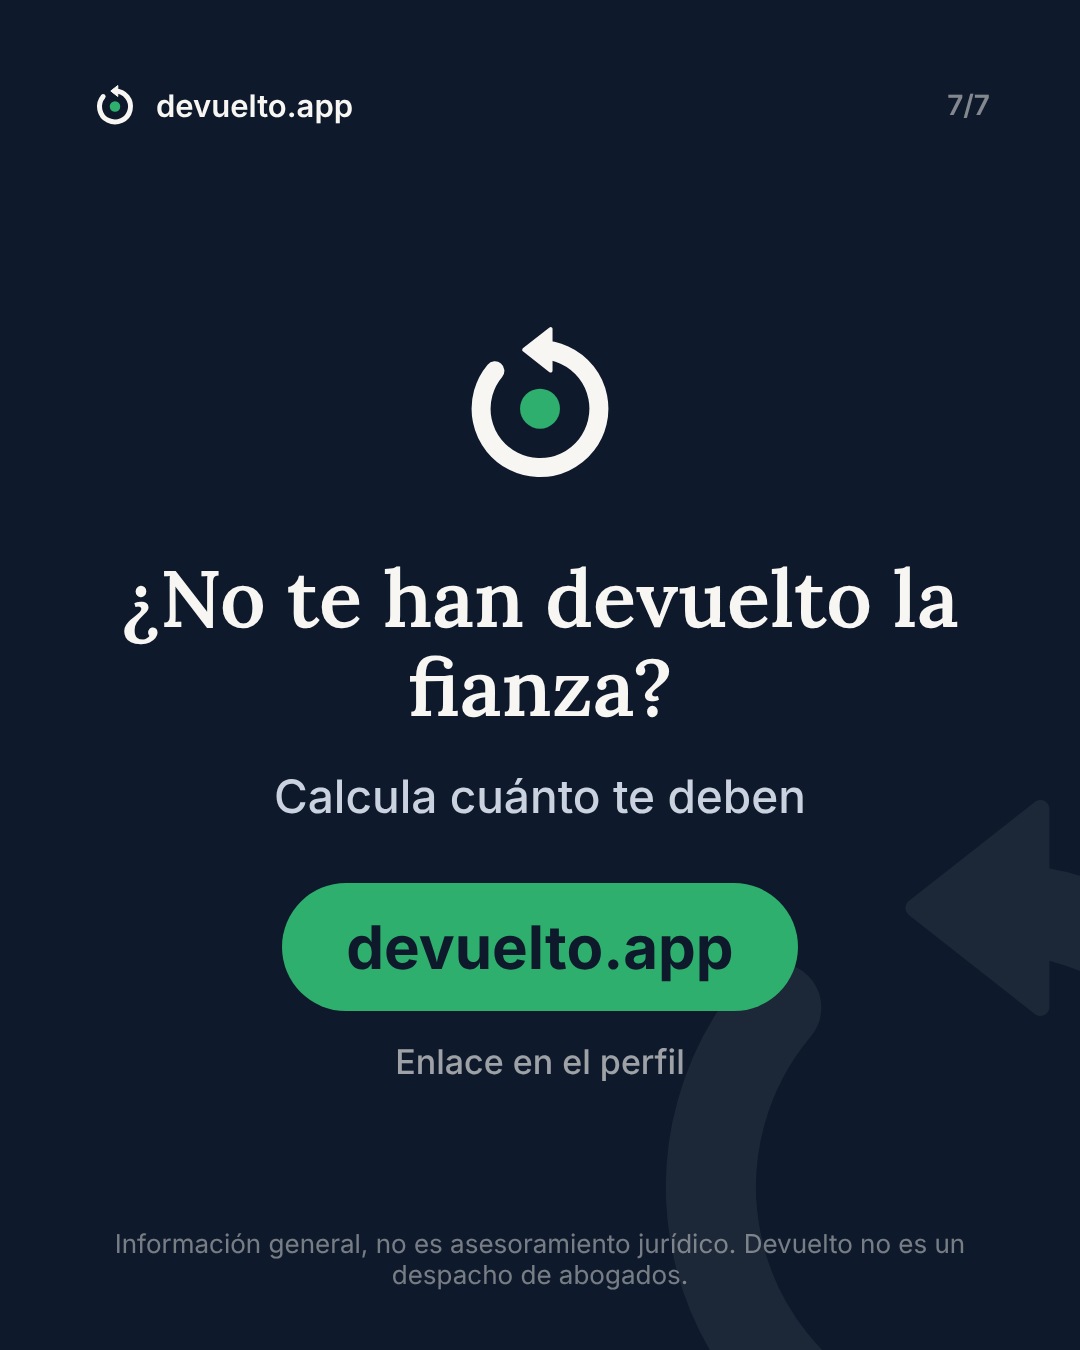 devuelto.app
7/7
¿No te han devuelto la
fianza?
Calcula cuánto te deben
devuelto.app
Enlace en el perfil
Información general, no es asesoramiento jurídico. Devuelto no es un
despacho de abogados.